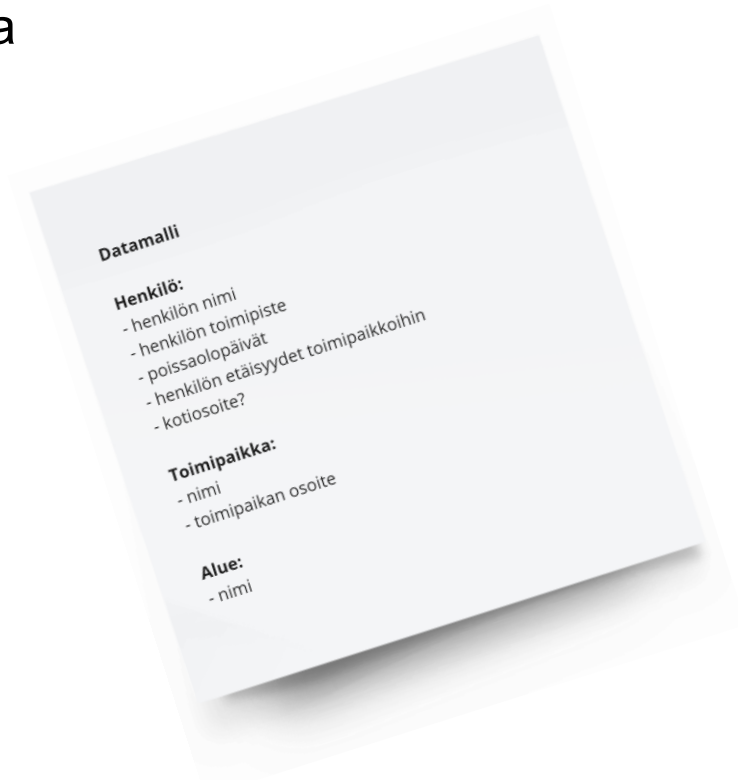 a
Datamalli
Henkilö:
- henkilön nimi
- henkilön toimipiste
- poissaolopäivät
- henkilön etäisyydet toimipaikkoihin
- kotiosoite?
Toimipaikka:
- nimi
- toimipaikan osoite
Alue:
- nimi